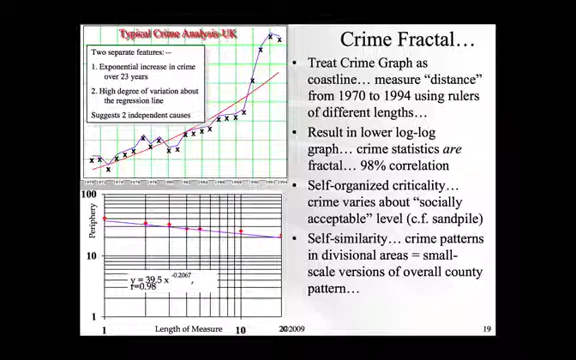 Typical Crime Analysis-UK
Two separate features:—
1. Exponential increase in crime
over 23 years
2. High degree of variation about
the regression line
Suggests 2 independent causes
100
10
1
Periphery
y = 39.5 x -0.2067
r=0.98
1
10
Length of Measure
Crime Fractal…
• Treat Crime Graph as
coastline… measure “distance”
from 1970 to 1994 using rulers
of different lengths…
• Result in lower log-log
graph… crime statistics are
fractal… 98% correlation
• Self-organized criticality…
crime varies about “socially
acceptable” level (c.f. sandpile)
• Self-similarity… crime patterns
in divisional areas = small-
scale versions of overall county
pattern…
2009
19